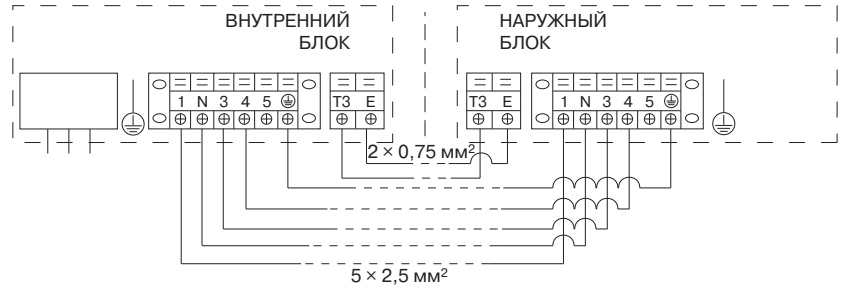 ВНУТРЕННИЙ
БЛОК
НАРУЖНЫЙ
БЛОК
1 N 3 4 5
T3 E
T3 E
1 N 3 4 5
2 × 0,75 мм²
5 × 2,5 мм²